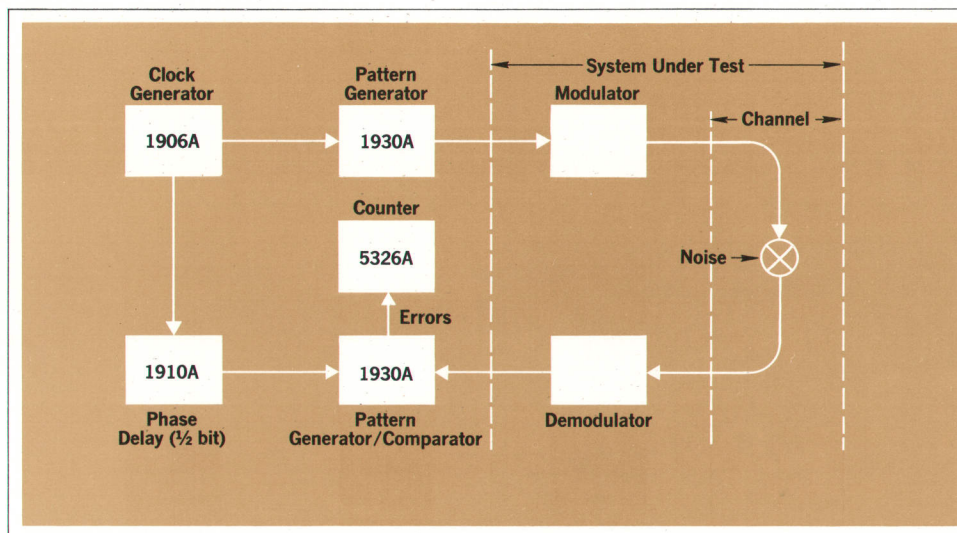 System Under Test
Clock
Generator
Pattern
Generator
Modulator
Channel
1906A
1930A
Counter
5326A
Noise
Errors
1910A
1930A
Phase
Delay (½ bit)
Pattern
Generator/Comparator
Demodulator